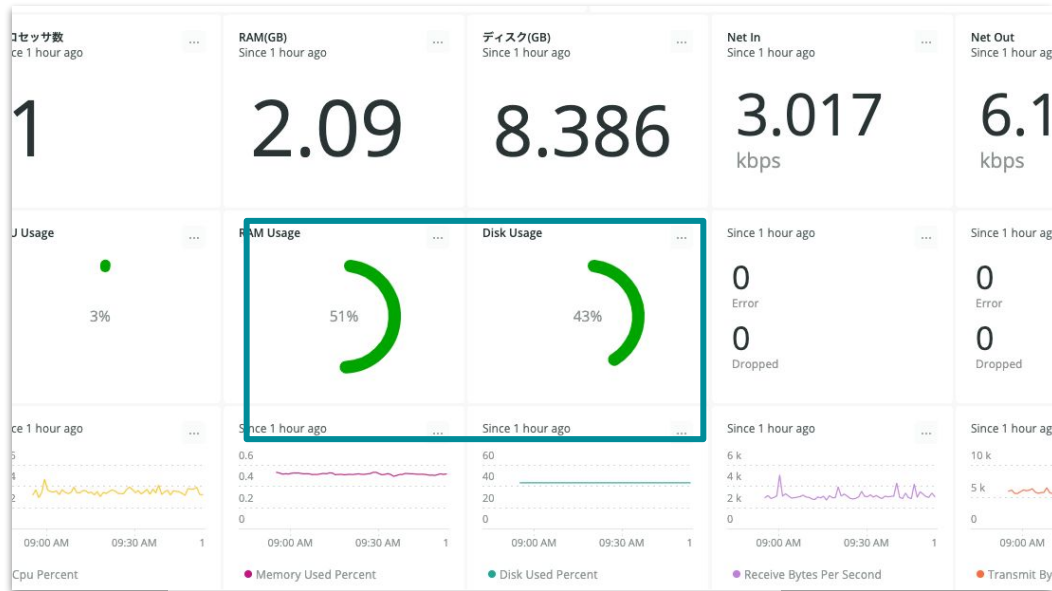 ロセッサ数
ce 1 hour ago
...
1
RAM(GB)
Since 1 hour ago
...
2.09
ディスク(GB)
Since 1 hour ago
...
8.386
Net In
Since 1 hour ago
...
3.017
kbps
Net Out
Since 1 hour ag
6.1
kbps
U Usage
...
3%
RAM Usage
...
51%
Disk Usage
...
43%
Since 1 hour ago
...
0
Error
0
Dropped
Since 1 hour ag
0
Error
0
Dropped
ce 1 hour ago
...
6
4
2
09:00 AM
09:30 AM
1
Cpu Percent
Since 1 hour ago
...
0.6
0.4
0.2
0
09:00 AM
09:30 AM
1
Memory Used Percent
Since 1 hour ago
...
60
40
20
0
09:00 AM
09:30 AM
1
Disk Used Percent
Since 1 hour ago
...
6 k
4 k
2 k
0
09:00 AM
09:30 AM
1
Receive Bytes Per Second
Since 1 hour ag
10 k
5 k
0
09:00 AM
Transmit By